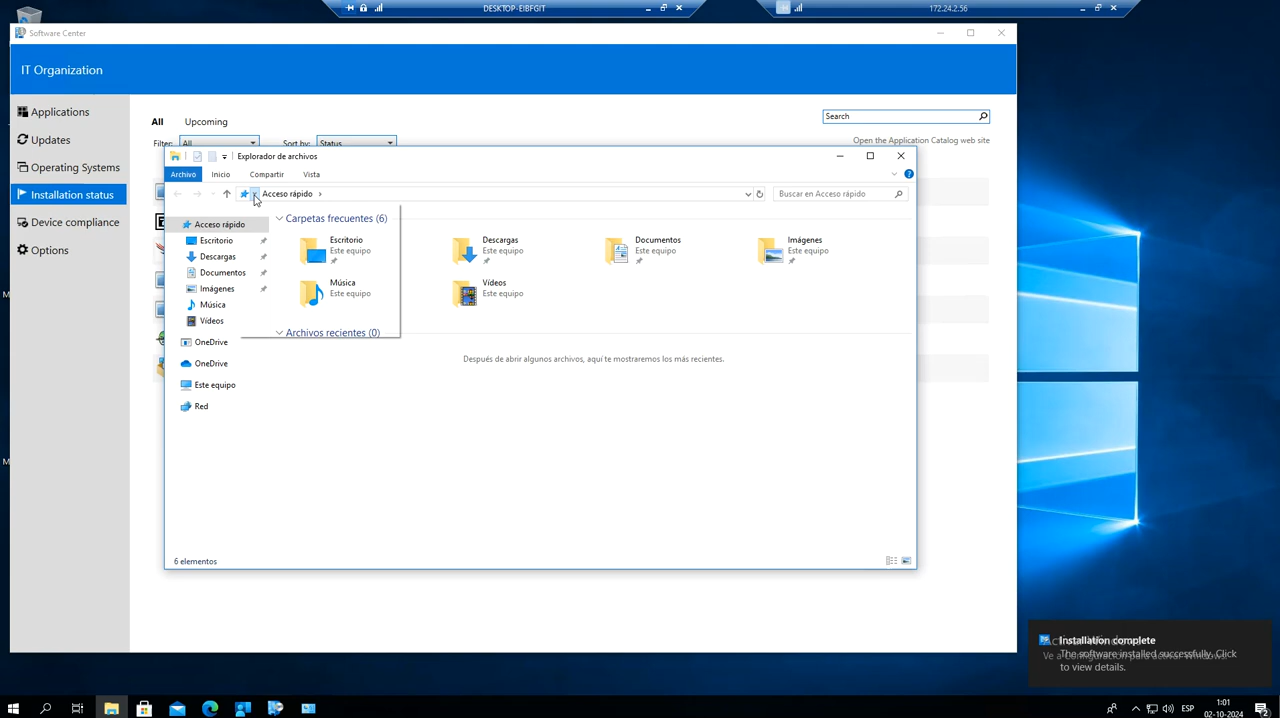 DESKTOP-EIBFGIT
172.24.2.56
Software Center
IT Organization
Applications
Updates
Operating Systems
Installation status
Device compliance
Options
All
Upcoming
Search
Filter:
All
Sort by:
Status
Open the Application Catalog web site
Explorador de archivos
Archivo
Inicio
Compartir
Vista
Acceso rápido
Buscar en Acceso rápido
Acceso rápido
Escritorio
Descargas
Documentos
Imágenes
Música
Vídeos
OneDrive
OneDrive
Este equipo
Red
Carpetas frecuentes (6)
Escritorio
Este equipo
Descargas
Este equipo
Documentos
Este equipo
Imágenes
Este equipo
Música
Este equipo
Vídeos
Este equipo
Archivos recientes (0)
Después de abrir algunos archivos, aquí te mostraremos los más recientes.
6 elementos
Installation complete
The software installed successfully. Click
to view details.
ESP
1:01
02-10-2024
2